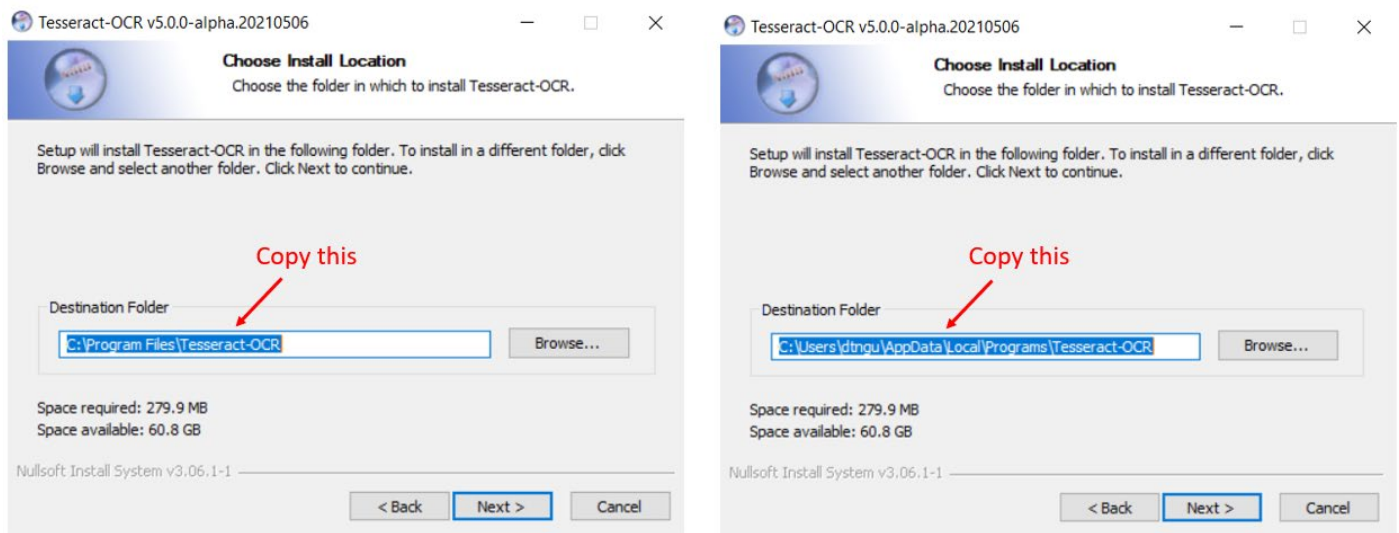 Tesseract-OCR v5.0.0-alpha.20210506
Choose Install Location
Choose the folder in which to install Tesseract-OCR.
Setup will install Tesseract-OCR in the following folder. To install in a different folder, click
Browse and select another folder. Click Next to continue.
Copy this
Destination Folder
C:\Program Files\Tesseract-OCR
Browse...
Space required: 279.9 MB
Space available: 60.8 GB
Nullsoft Install System v3.06.1-1
< Back
Next >
Cancel
Tesseract-OCR v5.0.0-alpha.20210506
Choose Install Location
Choose the folder in which to install Tesseract-OCR.
Setup will install Tesseract-OCR in the following folder. To install in a different folder, click
Browse and select another folder. Click Next to continue.
Copy this
Destination Folder
C:\Users\dtngu\AppData\Local\Programs\Tesseract-OCR
Browse...
Space required: 279.9 MB
Space available: 60.8 GB
Nullsoft Install System v3.06.1-1
< Back
Next >
Cancel